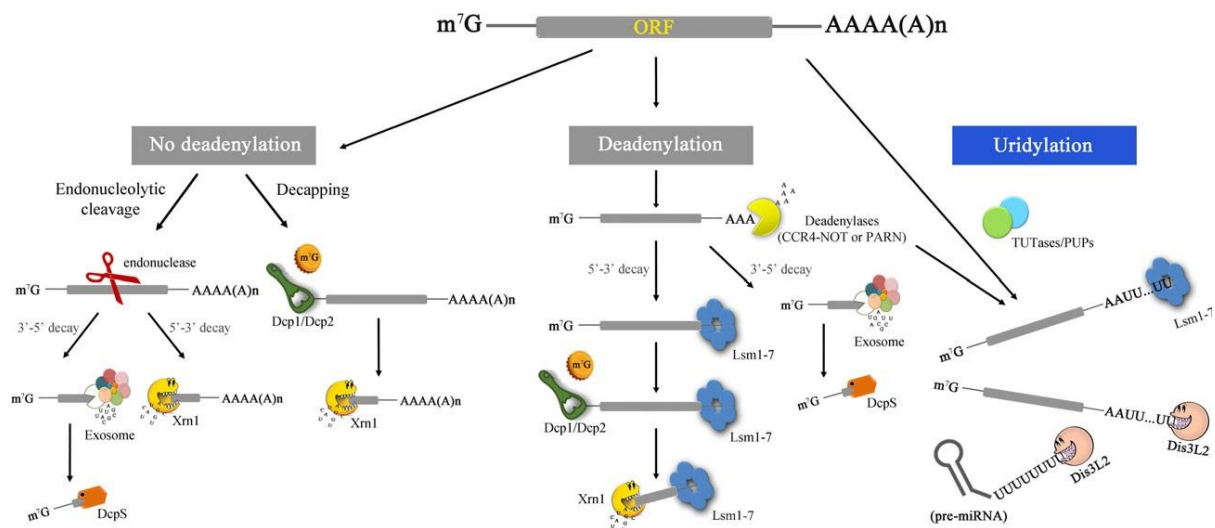 m⁷G ORF AAAA(A)n
No deadenylation
Deadenylation
Uridylation
Endonucleolytic
cleavage
Decapping
endonuclease
m⁷G AAAA(A)n
3'-5' decay
5'-3' decay
m⁷G
Exosome
Xrn1
AAAA(A)n
m⁷G
DcpS
m⁷G
Dcp1/Dcp2
AAAA(A)n
Xrn1
AAAA(A)n
m⁷G AAA
A A A A A A
Deadenylases
(CCR4-NOT or PARN)
5'-3' decay
3'-5' decay
m⁷G
Lsm1-7
m⁷G
Dcp1/Dcp2
Lsm1-7
Xrn1
Lsm1-7
m⁷G
Exosome
m⁷G
DcpS
TUTases/PUPs
m⁷G
AAUU...UU
Lsm1-7
m⁷G
AAUU...UU
Dis3L2
UUUUUUUU
Dis3L2
(pre-miRNA)